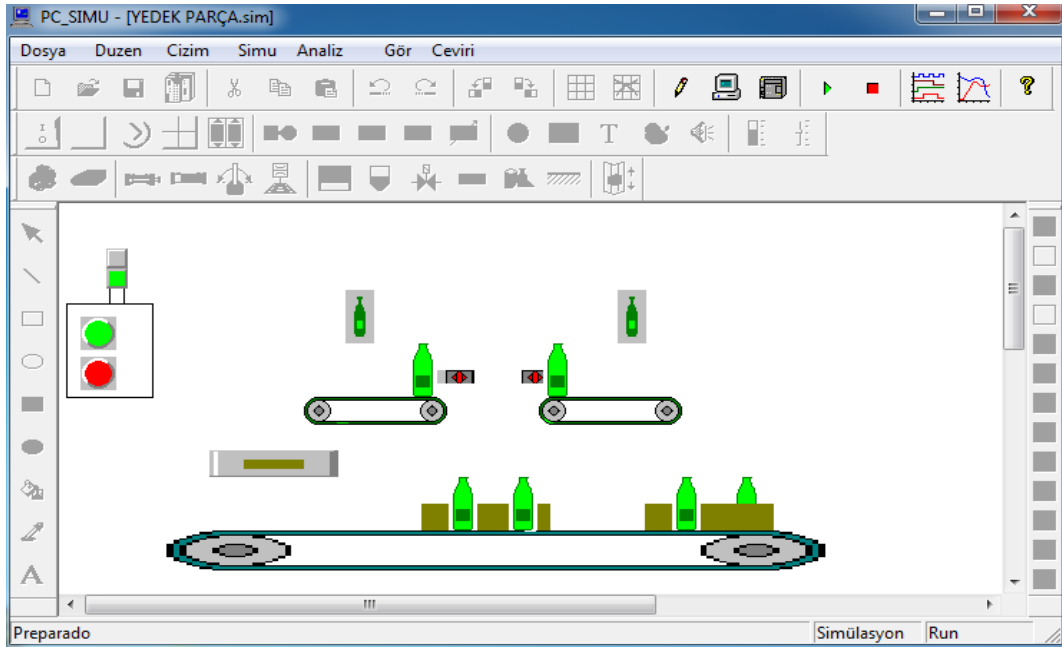 PC_SIMU - [YEDEK PARÇA.sim]
Dosya Duzen Cizim Simu Analiz Gör Ceviri
I
O
T
N
A
Preparado Simülasyon Run